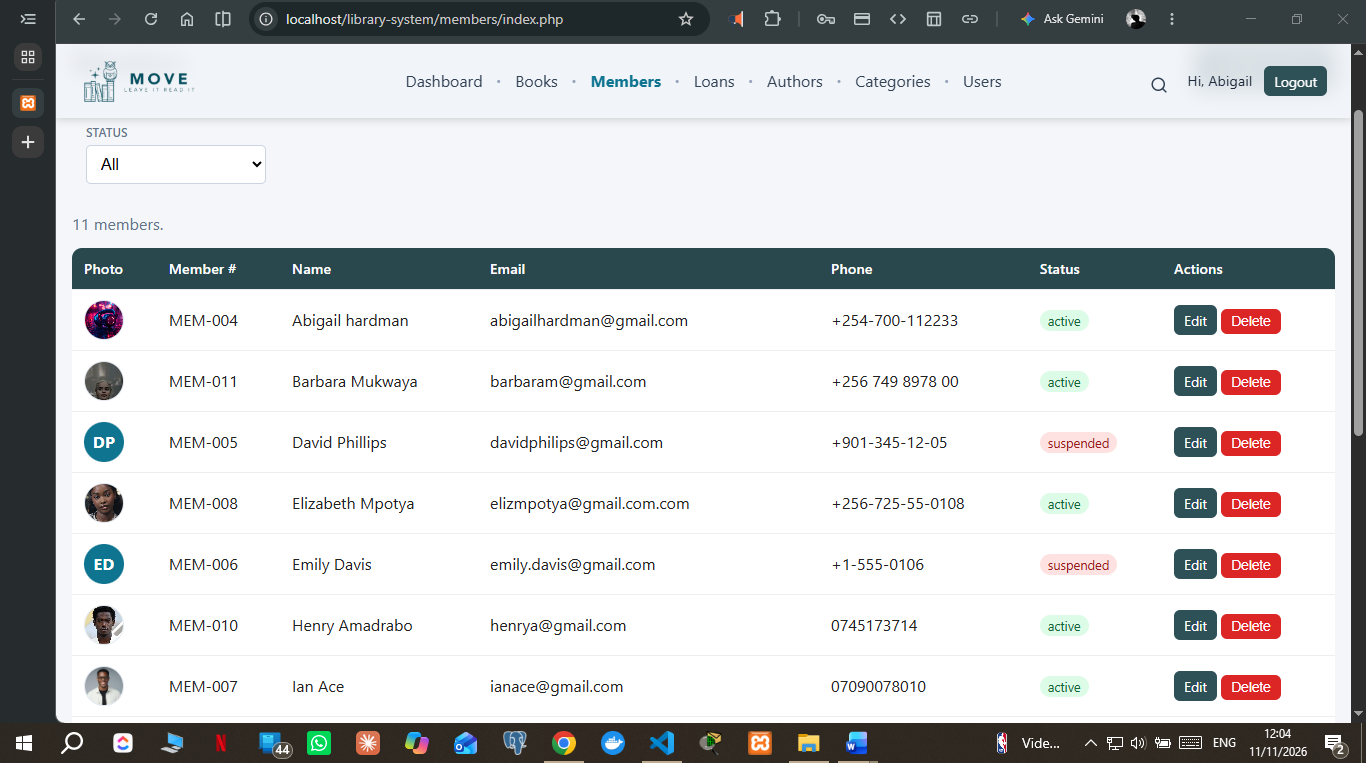 localhost/library-system/members/index.php
Ask Gemini
MOVE
LEAVE IT READ IT
Dashboard • Books • Members • Loans • Authors • Categories • Users
Hi, Abigail
Logout
STATUS
All
11 members.
Photo Member # Name Email Phone Status Actions
MEM-004 Abigail hardman abigailhardman@gmail.com +254-700-112233 active Edit Delete
MEM-011 Barbara Mukwaya barbaram@gmail.com +256 749 8978 00 active Edit Delete
DP MEM-005 David Phillips davidphilips@gmail.com +901-345-12-05 suspended Edit Delete
MEM-008 Elizabeth Mpotya elizmpotya@gmail.com.com +256-725-55-0108 active Edit Delete
ED MEM-006 Emily Davis emily.davis@gmail.com +1-555-0106 suspended Edit Delete
MEM-010 Henry Amadrabo henrya@gmail.com 0745173714 active Edit Delete
MEM-007 Ian Ace ianace@gmail.com 07090078010 active Edit Delete
44
Vide...
ENG
12:04
11/11/2026
2